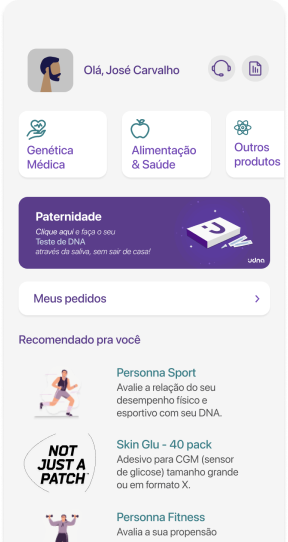 Olá, José Carvalho
Genética
Médica
Alimentação
& Saúde
Outros
produtos
Paternidade
Clique aqui e faça o seu
Teste de DNA
através da saliva, sem sair de casa!
udna
Meus pedidos
Recomendado pra você
Personna Sport
Avalie a relação do seu
desempenho físico e
esportivo com seu DNA.
NOT
JUST A
PATCH
Skin Glu - 40 pack
Adesivo para CGM (sensor
de glicose) tamanho grande
ou em formato X.
Personna Fitness
Avalia a sua propensão